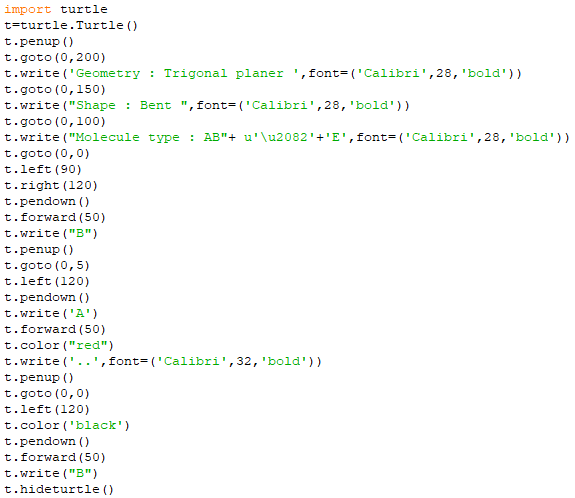 import turtle
t=turtle.Turtle()
t.penup()
t.goto(0,200)
t.write('Geometry : Trigonal planer ',font=('Calibri',28,'bold'))
t.goto(0,150)
t.write("Shape : Bent ",font=('Calibri',28,'bold'))
t.goto(0,100)
t.write("Molecule type : AB"+ u'\u2082'+'E',font=('Calibri',28,'bold'))
t.goto(0,0)
t.left(90)
t.right(120)
t.pendown()
t.forward(50)
t.write("B")
t.penup()
t.goto(0,5)
t.left(120)
t.pendown()
t.write('A')
t.forward(50)
t.color("red")
t.write('..',font=('Calibri',32,'bold'))
t.penup()
t.goto(0,0)
t.left(120)
t.color('black')
t.pendown()
t.forward(50)
t.write("B")
t.hideturtle()